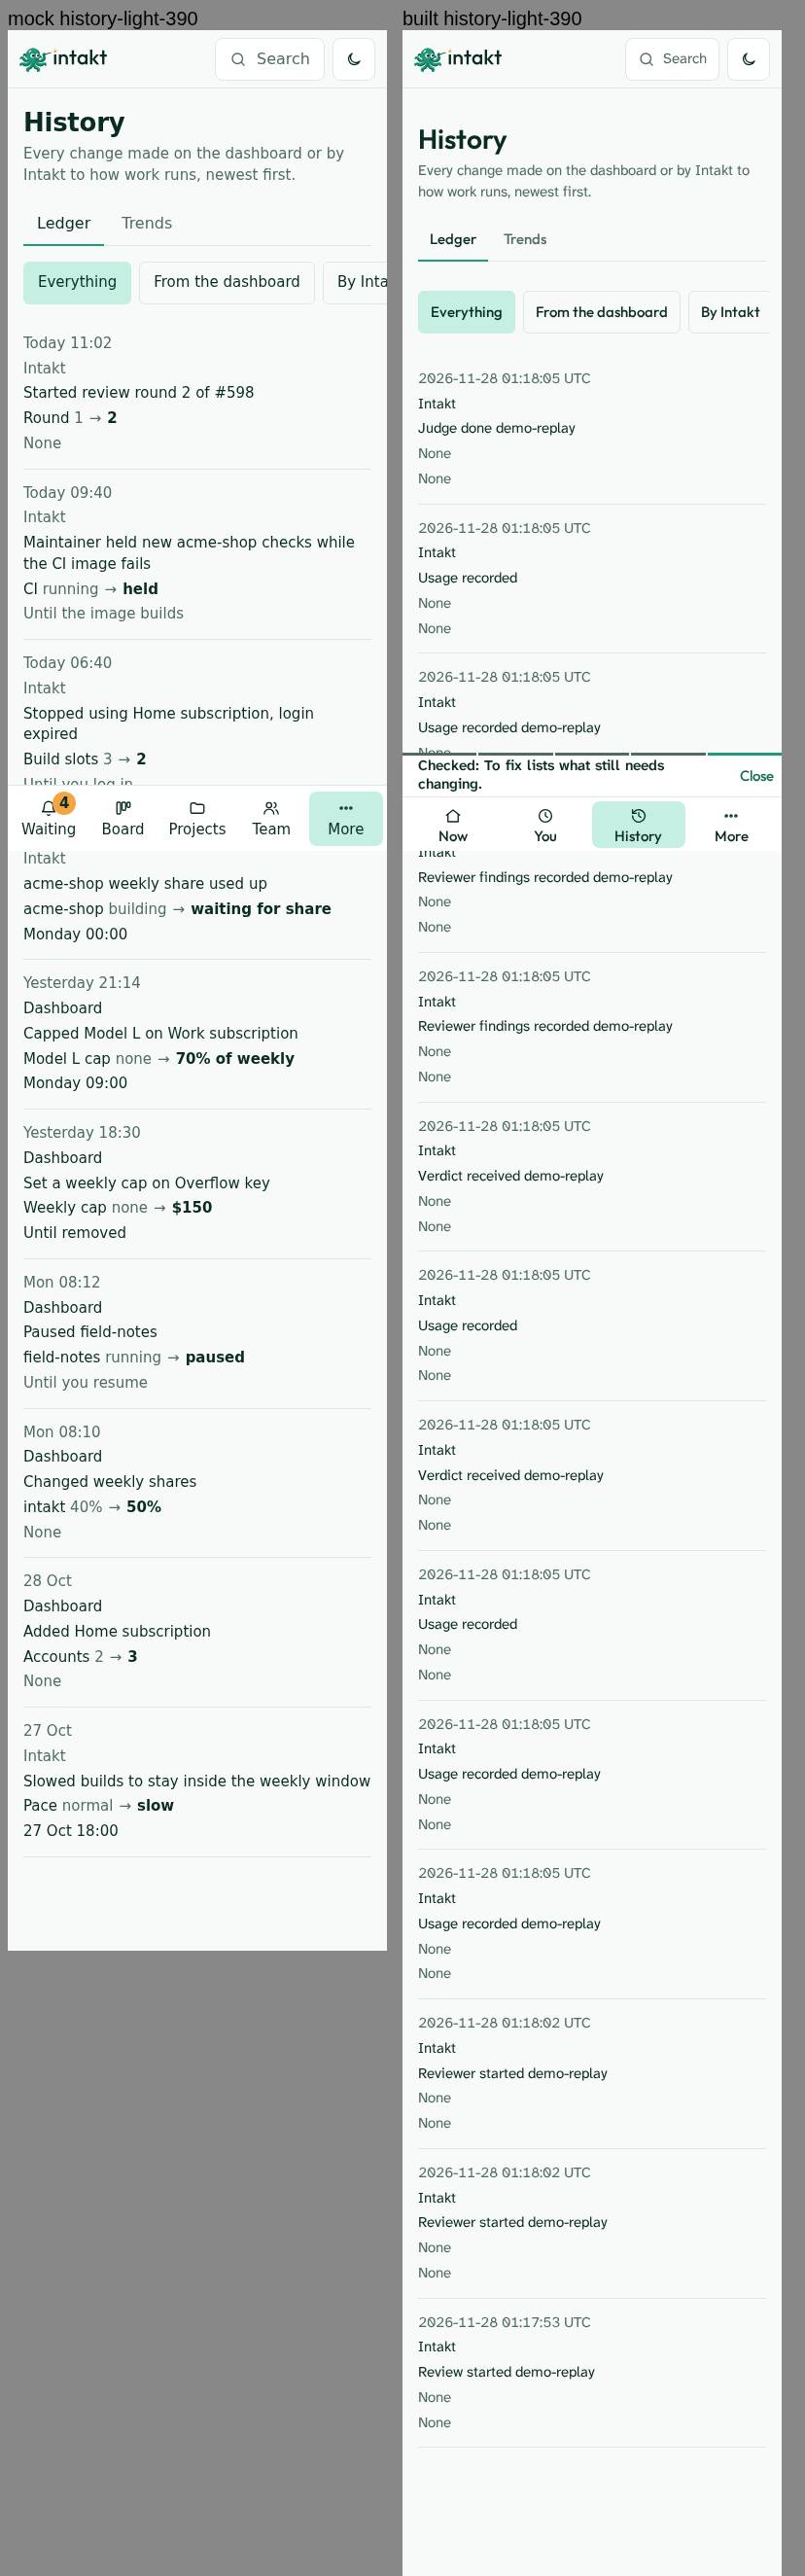 mock history-light-390
intakt
Search
History
Every change made on the dashboard or by
Intakt to how work runs, newest first.
Ledger Trends
Everything From the dashboard By Inta
Today 11:02
Intakt
Started review round 2 of #598
Round 1 → 2
None
Today 09:40
Intakt
Maintainer held new acme-shop checks while
the CI image fails
CI running → held
Until the image builds
Today 06:40
Intakt
Stopped using Home subscription, login
expired
Build slots 3 → 2
Until you log in
4
Waiting Board Projects Team More
Intakt
acme-shop weekly share used up
acme-shop building → waiting for share
Monday 00:00
Yesterday 21:14
Dashboard
Capped Model L on Work subscription
Model L cap none → 70% of weekly
Monday 09:00
Yesterday 18:30
Dashboard
Set a weekly cap on Overflow key
Weekly cap none → $150
Until removed
Mon 08:12
Dashboard
Paused field-notes
field-notes running → paused
Until you resume
Mon 08:10
Dashboard
Changed weekly shares
intakt 40% → 50%
None
28 Oct
Dashboard
Added Home subscription
Accounts 2 → 3
None
27 Oct
Intakt
Slowed builds to stay inside the weekly window
Pace normal → slow
27 Oct 18:00
built history-light-390
intakt
Search
History
Every change made on the dashboard or by Intakt to
how work runs, newest first.
Ledger Trends
Everything From the dashboard By Intakt
2026-11-28 01:18:05 UTC
Intakt
Judge done demo-replay
None
None
2026-11-28 01:18:05 UTC
Intakt
Usage recorded
None
None
2026-11-28 01:18:05 UTC
Intakt
Usage recorded demo-replay
None
Checked: To fix lists what still needs
changing.
Close
Now You History More
Intakt
Reviewer findings recorded demo-replay
None
None
2026-11-28 01:18:05 UTC
Intakt
Reviewer findings recorded demo-replay
None
None
2026-11-28 01:18:05 UTC
Intakt
Verdict received demo-replay
None
None
2026-11-28 01:18:05 UTC
Intakt
Usage recorded
None
None
2026-11-28 01:18:05 UTC
Intakt
Verdict received demo-replay
None
None
2026-11-28 01:18:05 UTC
Intakt
Usage recorded
None
None
2026-11-28 01:18:05 UTC
Intakt
Usage recorded demo-replay
None
None
2026-11-28 01:18:05 UTC
Intakt
Usage recorded demo-replay
None
None
2026-11-28 01:18:02 UTC
Intakt
Reviewer started demo-replay
None
None
2026-11-28 01:18:02 UTC
Intakt
Reviewer started demo-replay
None
None
2026-11-28 01:17:53 UTC
Intakt
Review started demo-replay
None
None